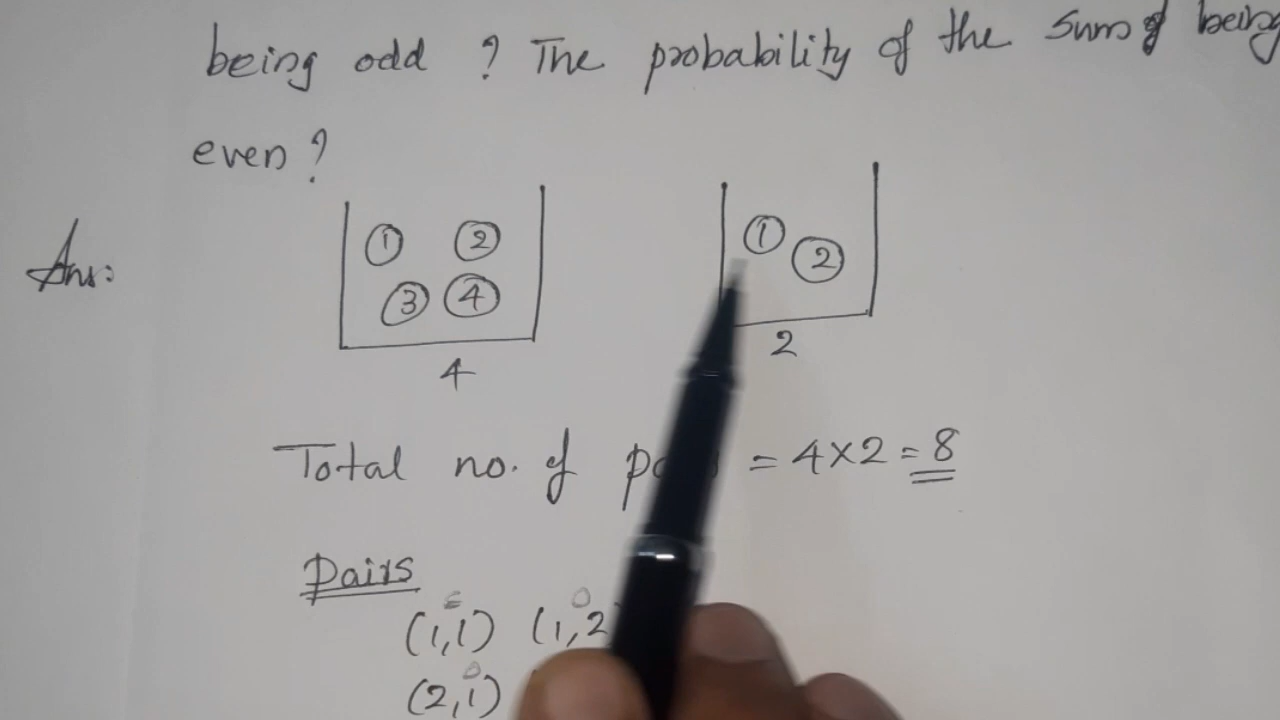 being odd ? The probability of the sum of being
even ?
Ans:
① ② ① ②
③ ④
4 2
Total no. of = 4×2 = 8
Pairs
E O
(1,1) (1,2
O
(2,1)